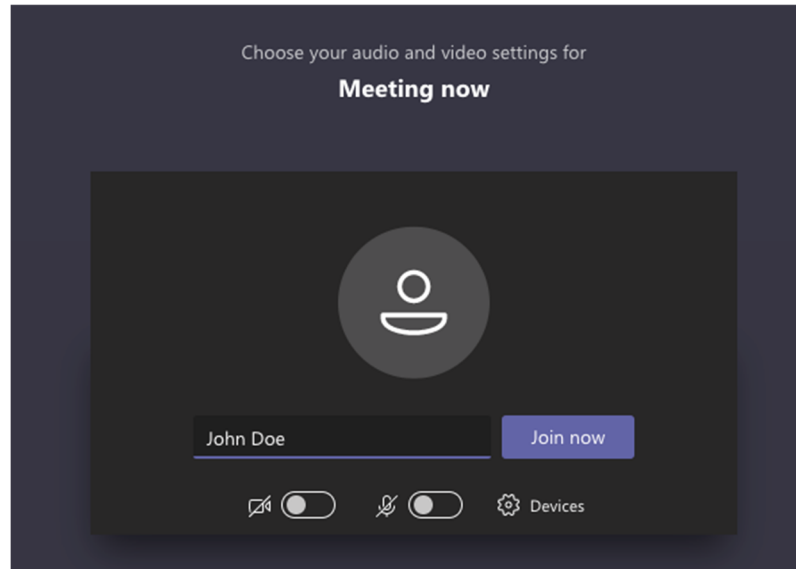 Choose your audio and video settings for
Meeting now
John Doe
Join now
Devices